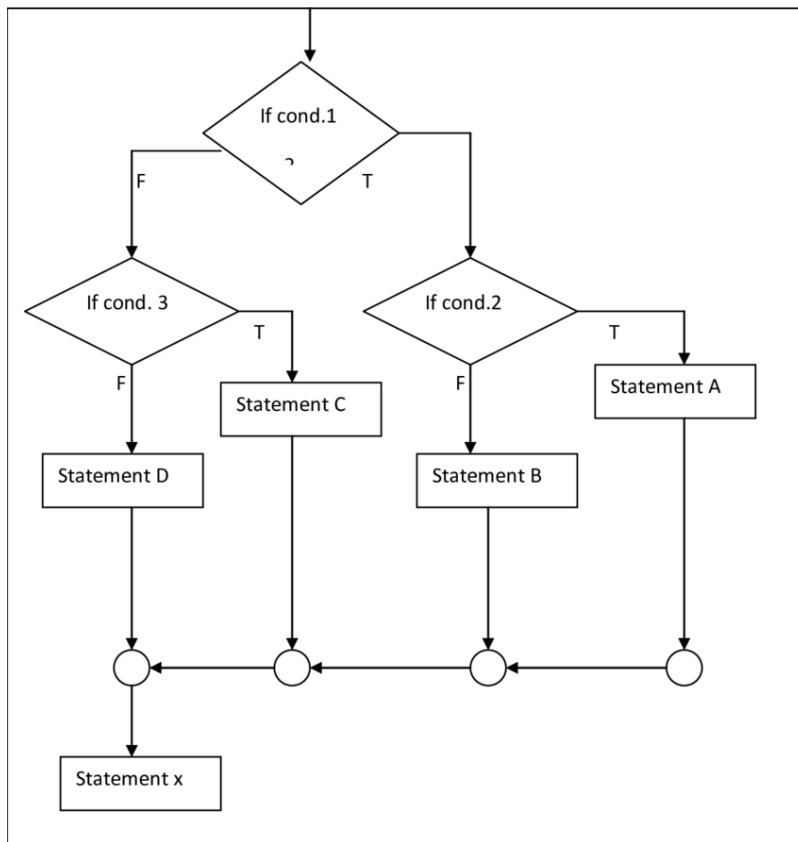 If cond.1
F
T
If cond. 3
If cond.2
T
T
F
F
Statement C
Statement A
Statement D
Statement B
Statement x